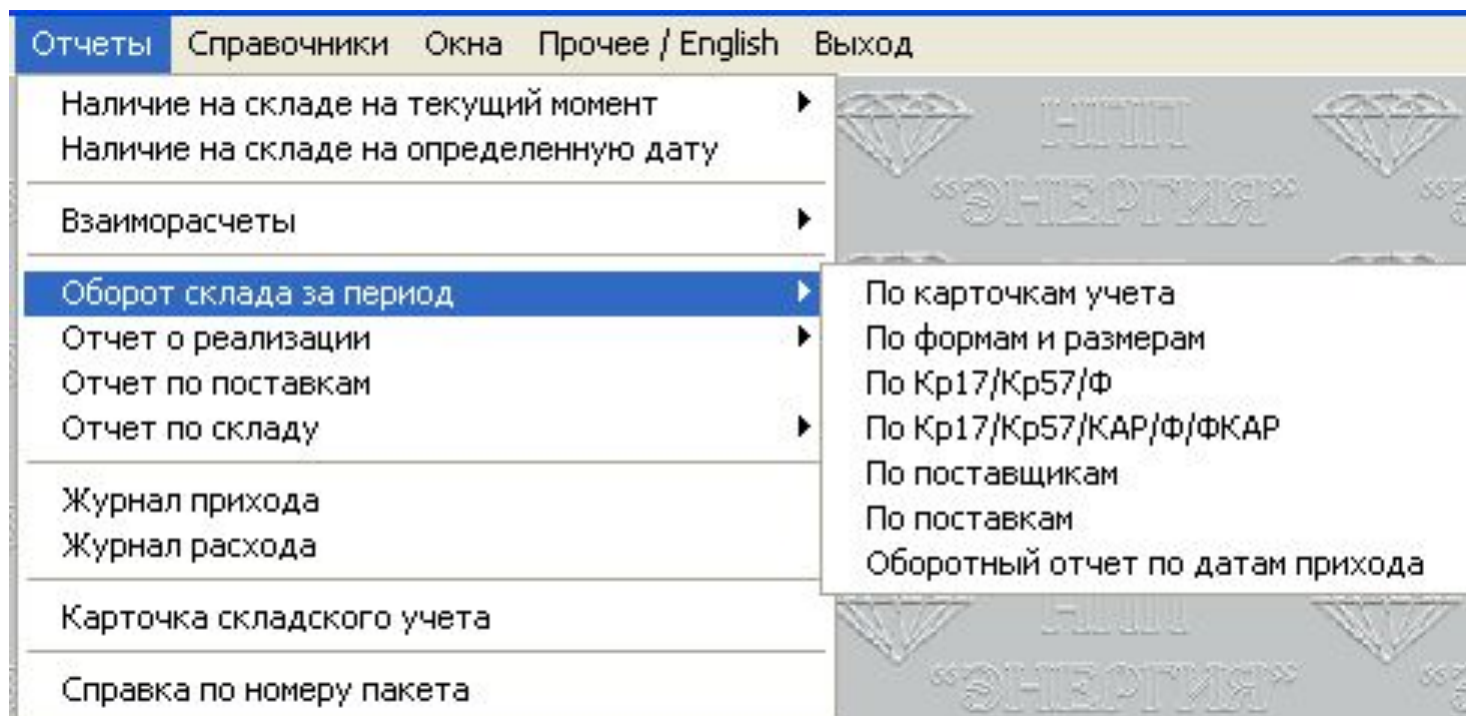 Отчеты Справочники Окна Прочее / English Выход
Наличие на складе на текущий момент
Наличие на складе на определенную дату
Взаиморасчеты
Оборот склада за период
Отчет о реализации
Отчет по поставкам
Отчет по складу
Журнал прихода
Журнал расхода
Карточка складского учета
Справка по номеру пакета
По карточкам учета
По формам и размерам
По Кр17/Кр57/Ф
По Кр17/Кр57/КАР/Ф/ФКАР
По поставщикам
По поставкам
Оборотный отчет по датам прихода
НПП
“ЭНЕРГИЯ”
НПП
“ЭНЕРГИЯ”